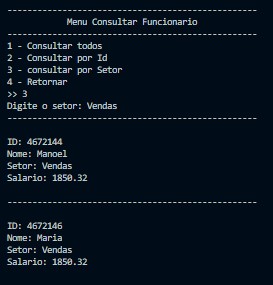 --------------------------------------------------
Menu Consultar Funcionario
--------------------------------------------------
1 - Consultar todos
2 - Consultar por Id
3 - consultar por Setor
4 - Retornar
>> 3
Digite o setor: Vendas
--------------------------------------------------
ID: 4672144
Nome: Manoel
Setor: Vendas
Salario: 1850.32
--------------------------------------------------
ID: 4672146
Nome: Maria
Setor: Vendas
Salario: 1850.32